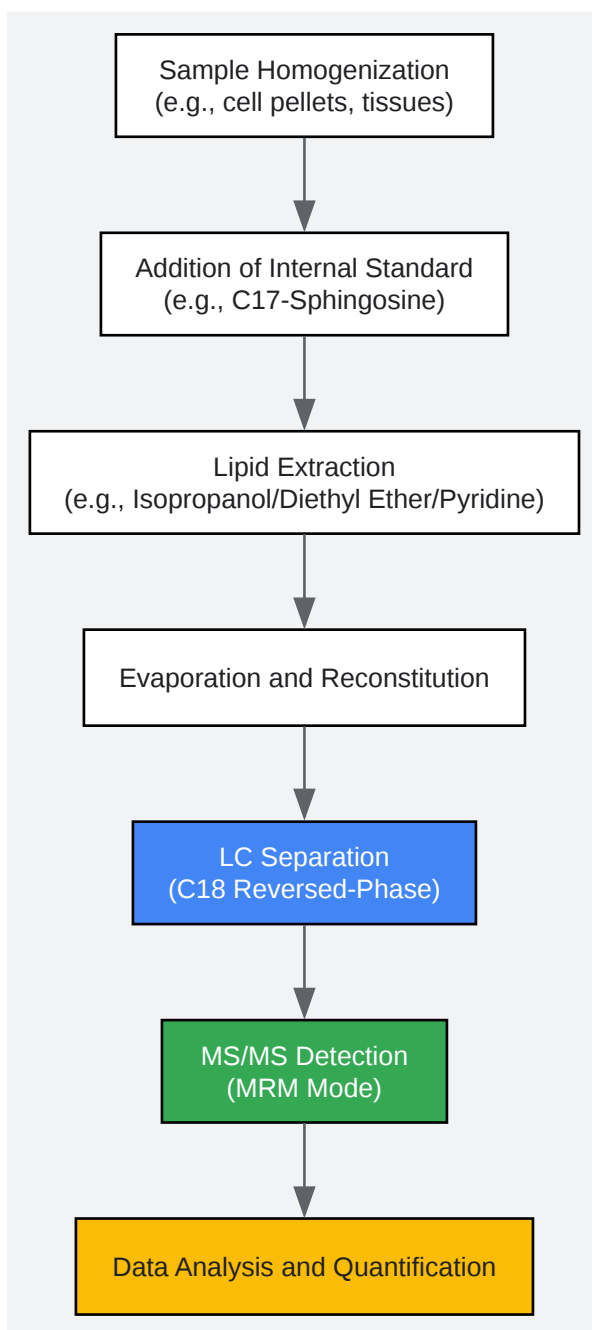 Sample Homogenization
(e.g., cell pellets, tissues)
Addition of Internal Standard
(e.g., C17-Sphingosine)
Lipid Extraction
(e.g., Isopropanol/Diethyl Ether/Pyridine)
Evaporation and Reconstitution
LC Separation
(C18 Reversed-Phase)
MS/MS Detection
(MRM Mode)
Data Analysis and Quantification